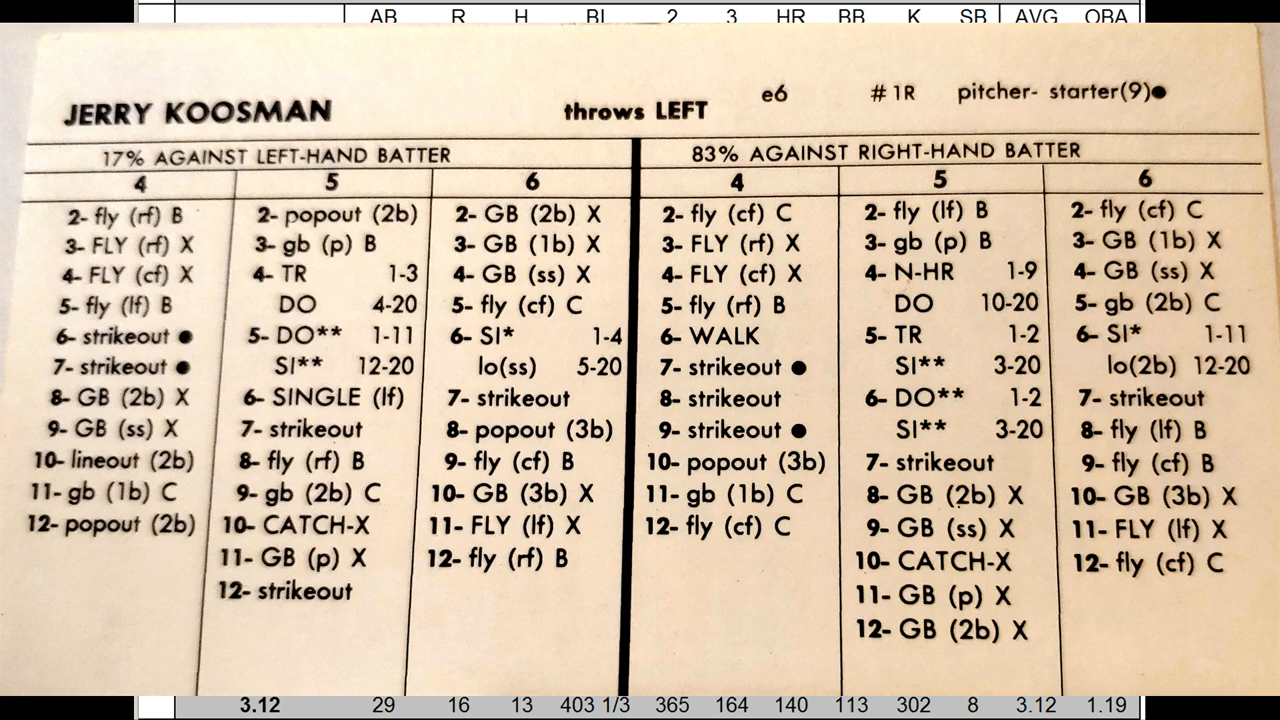 AB R H BI 2 3 HR BB K SB AVG OBA
JERRY KOOSMAN throws LEFT e6 #1R pitcher- starter(9)●
17% AGAINST LEFT-HAND BATTER 83% AGAINST RIGHT-HAND BATTER
4 5 6 4 5 6
2- fly (rf) B 2- popout (2b) 2- GB (2b) X 2- fly (cf) C 2- fly (lf) B 2- fly (cf) C
3- FLY (rf) X 3- gb (p) B 3- GB (1b) X 3- FLY (rf) X 3- gb (p) B 3- GB (1b) X
4- FLY (cf) X 4- TR 1-3 4- GB (ss) X 4- FLY (cf) X 4- N-HR 1-9 4- GB (ss) X
5- fly (lf) B DO 4-20 5- fly (cf) C 5- fly (rf) B DO 10-20 5- gb (2b) C
6- strikeout ● 5- DO** 1-11 6- SI* 1-4 6- WALK 5- TR 1-2 6- SI* 1-11
7- strikeout ● SI** 12-20 lo(ss) 5-20 7- strikeout ● SI** 3-20 lo(2b) 12-20
8- GB (2b) X 6- SINGLE (lf) 7- strikeout 8- strikeout 6- DO** 1-2 7- strikeout
9- GB (ss) X 7- strikeout 8- popout (3b) 9- strikeout ● SI** 3-20 8- fly (lf) B
10- lineout (2b) 8- fly (rf) B 9- fly (cf) B 10- popout (3b) 7- strikeout 9- fly (cf) B
11- gb (1b) C 9- gb (2b) C 10- GB (3b) X 11- gb (1b) C 8- GB (2b) X 10- GB (3b) X
12- popout (2b) 10- CATCH-X 11- FLY (lf) X 12- fly (cf) C 9- GB (ss) X 11- FLY (lf) X
11- GB (p) X 12- fly (rf) B 10- CATCH-X 12- fly (cf) C
12- strikeout 11- GB (p) X
12- GB (2b) X
3.12 29 16 13 403 1/3 365 164 140 113 302 8 3.12 1.19